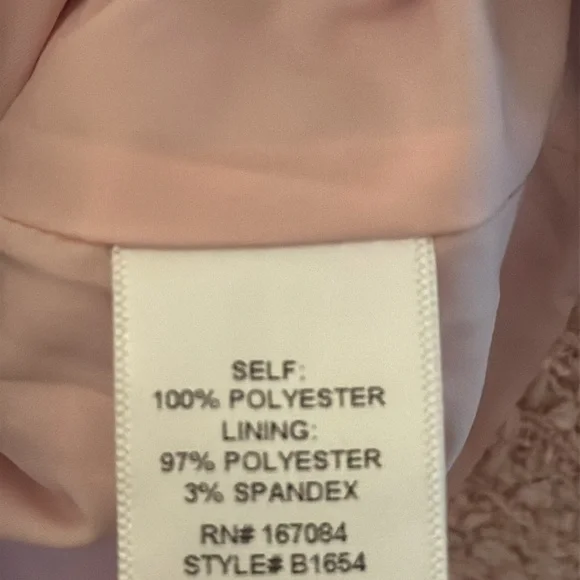 SELF:
100% POLYESTER
LINING:
97% POLYESTER
3% SPANDEX
RN# 167084
STYLE# B1654